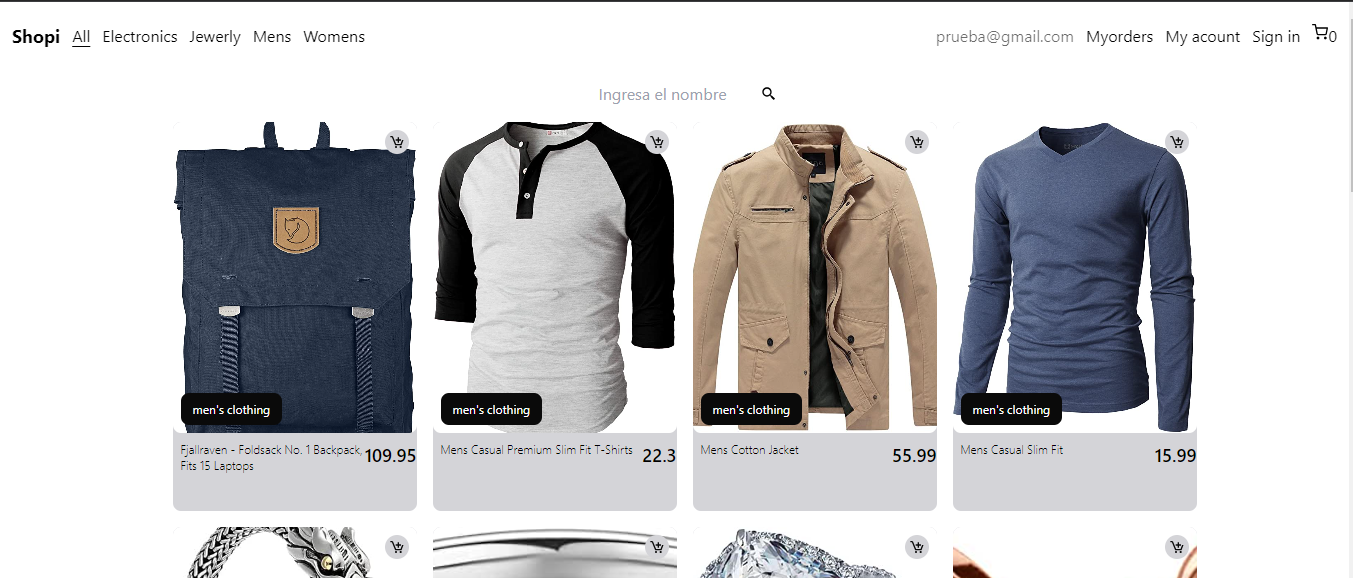 Shopi All Electronics Jewerly Mens Womens prueba@gmail.com Myorders My acount Sign in 0
Ingresa el nombre
men's clothing
men's clothing
men's clothing
men's clothing
Fjallraven - Foldsack No. 1 Backpack,
Fits 15 Laptops
109.95
Mens Casual Premium Slim Fit T-Shirts
22.3
Mens Cotton Jacket
55.99
Mens Casual Slim Fit
15.99